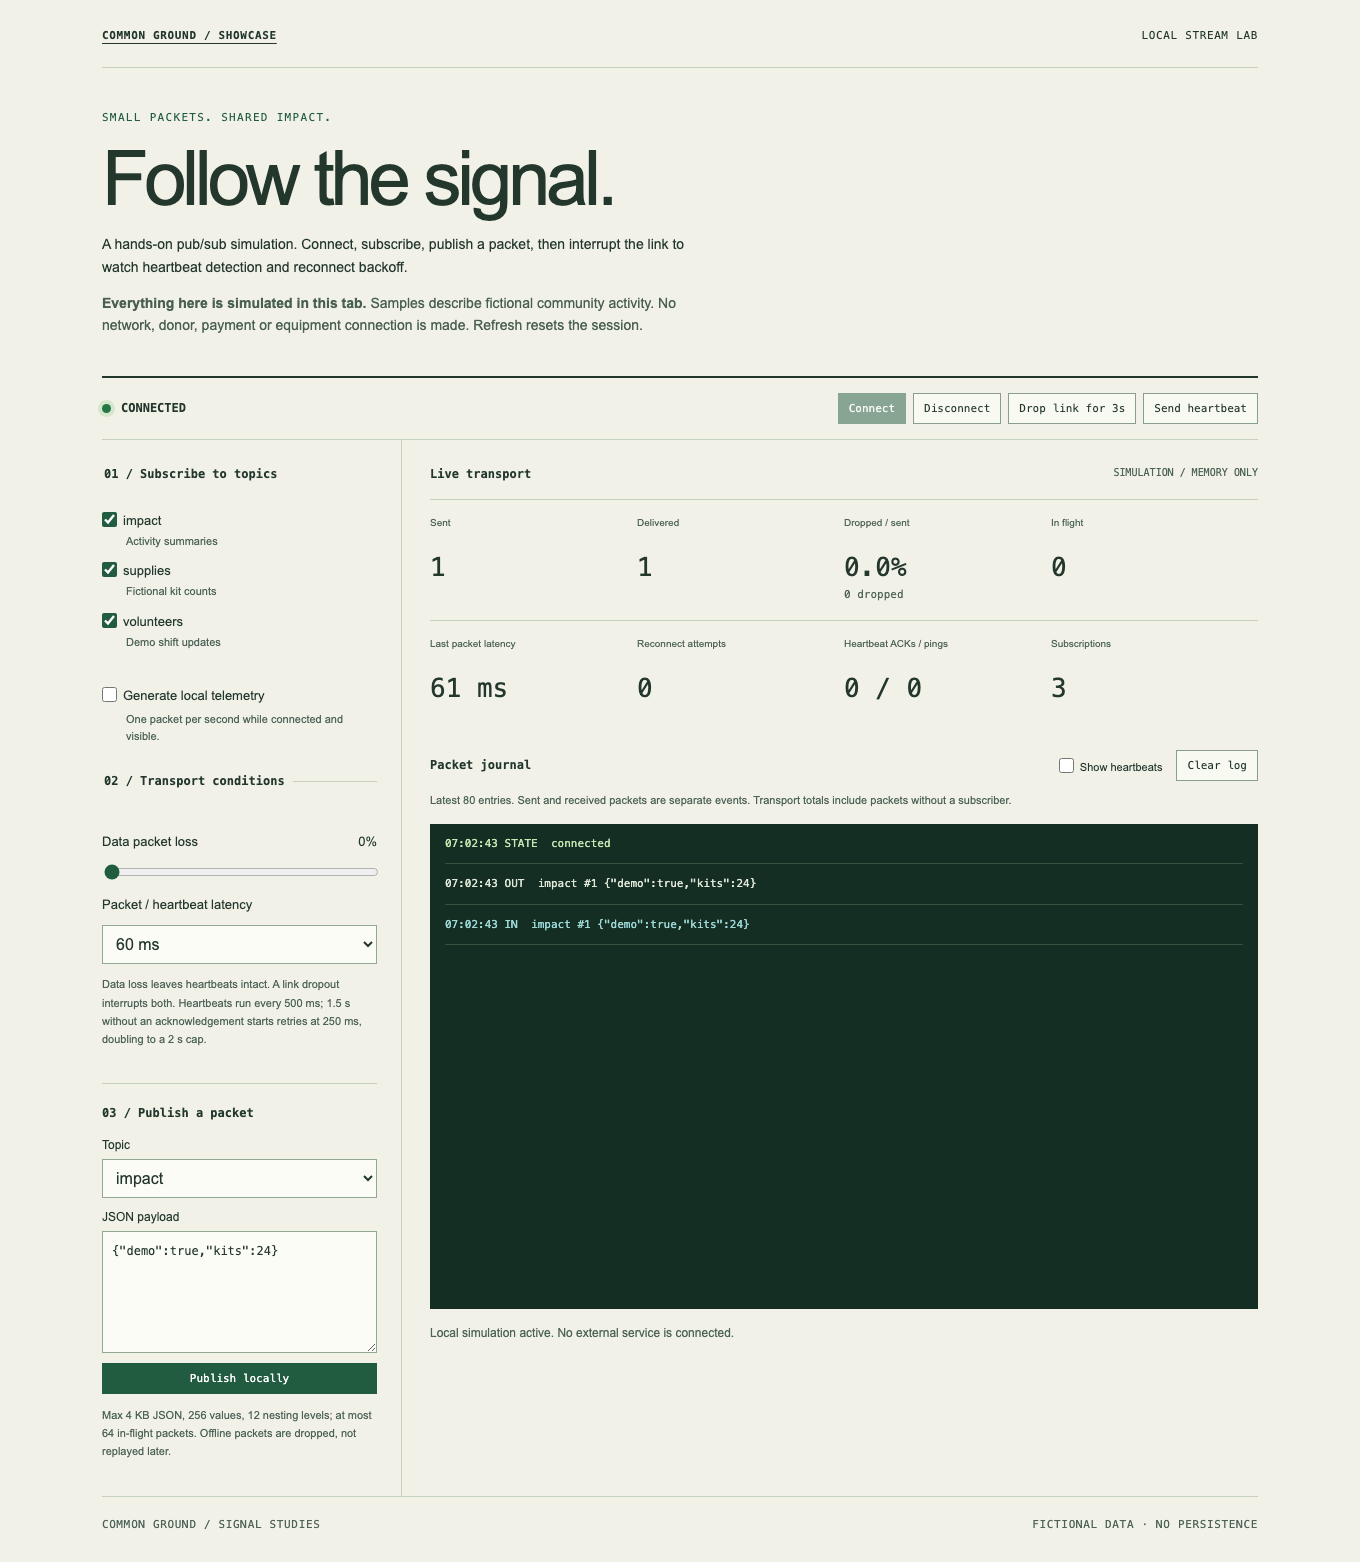 COMMON GROUND / SHOWCASE
LOCAL STREAM LAB
SMALL PACKETS. SHARED IMPACT.
Follow the signal.
A hands-on pub/sub simulation. Connect, subscribe, publish a packet, then interrupt the link to
watch heartbeat detection and reconnect backoff.
Everything here is simulated in this tab. Samples describe fictional community activity. No
network, donor, payment or equipment connection is made. Refresh resets the session.
CONNECTED
Connect
Disconnect
Drop link for 3s
Send heartbeat
01 / Subscribe to topics
impact
Activity summaries
supplies
Fictional kit counts
volunteers
Demo shift updates
Generate local telemetry
One packet per second while connected and
visible.
02 / Transport conditions
Data packet loss
0%
Packet / heartbeat latency
60 ms
Data loss leaves heartbeats intact. A link dropout
interrupts both. Heartbeats run every 500 ms; 1.5 s
without an acknowledgement starts retries at 250 ms,
doubling to a 2 s cap.
03 / Publish a packet
Topic
impact
JSON payload
{"demo":true,"kits":24}
Publish locally
Max 4 KB JSON, 256 values, 12 nesting levels; at most
64 in-flight packets. Offline packets are dropped, not
replayed later.
Live transport
SIMULATION / MEMORY ONLY
Sent
Delivered
Dropped / sent
In flight
1
1
0.0%
0
0 dropped
Last packet latency
Reconnect attempts
Heartbeat ACKs / pings
Subscriptions
61 ms
0
0 / 0
3
Packet journal
Show heartbeats
Clear log
Latest 80 entries. Sent and received packets are separate events. Transport totals include packets without a subscriber.
07:02:43 STATE connected
07:02:43 OUT impact #1 {"demo":true,"kits":24}
07:02:43 IN impact #1 {"demo":true,"kits":24}
Local simulation active. No external service is connected.
COMMON GROUND / SIGNAL STUDIES
FICTIONAL DATA · NO PERSISTENCE